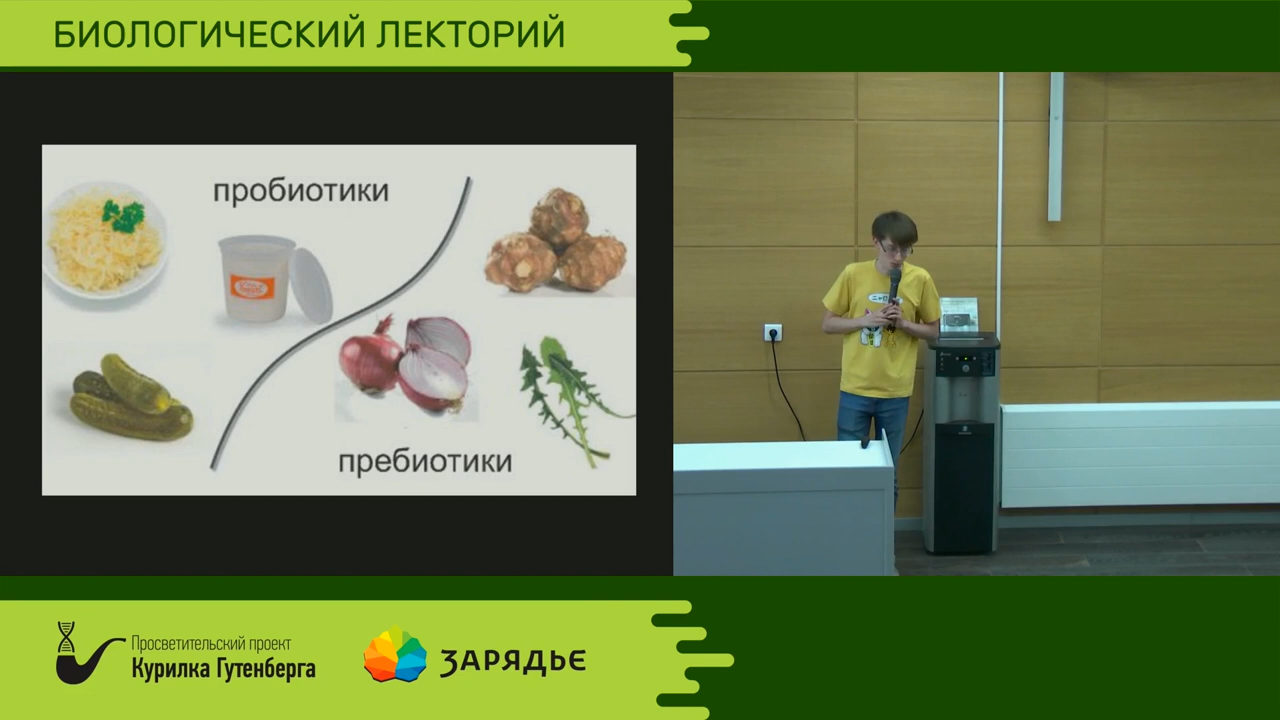 БИОЛОГИЧЕСКИЙ ЛЕКТОРИЙ
пробиотики
пребиотики
Просветительский проект
Курилка Гутенберга
ЗАРЯДЬЕ